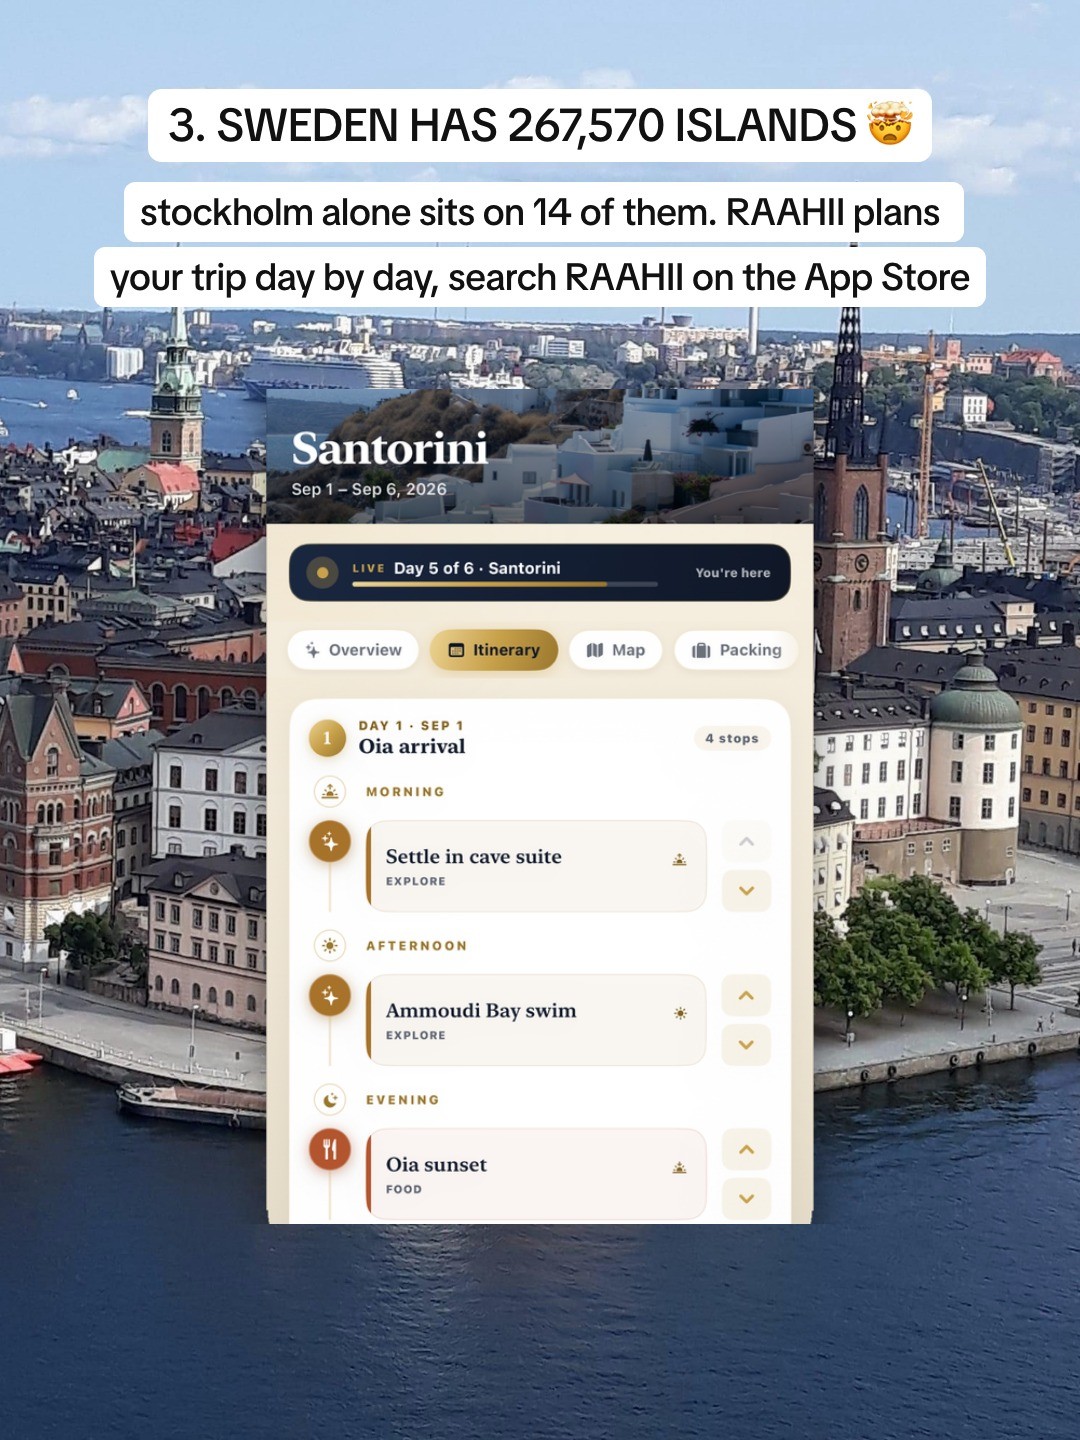 3. SWEDEN HAS 267,570 ISLANDS 🤯
stockholm alone sits on 14 of them. RAAHII plans
your trip day by day, search RAAHII on the App Store
Santorini
Sep 1 – Sep 6, 2026
LIVE Day 5 of 6 · Santorini
You're here
Overview
Itinerary
Map
Packing
1
DAY 1 · SEP 1
Oia arrival
4 stops
MORNING
Settle in cave suite
EXPLORE
AFTERNOON
Ammoudi Bay swim
EXPLORE
EVENING
Oia sunset
FOOD